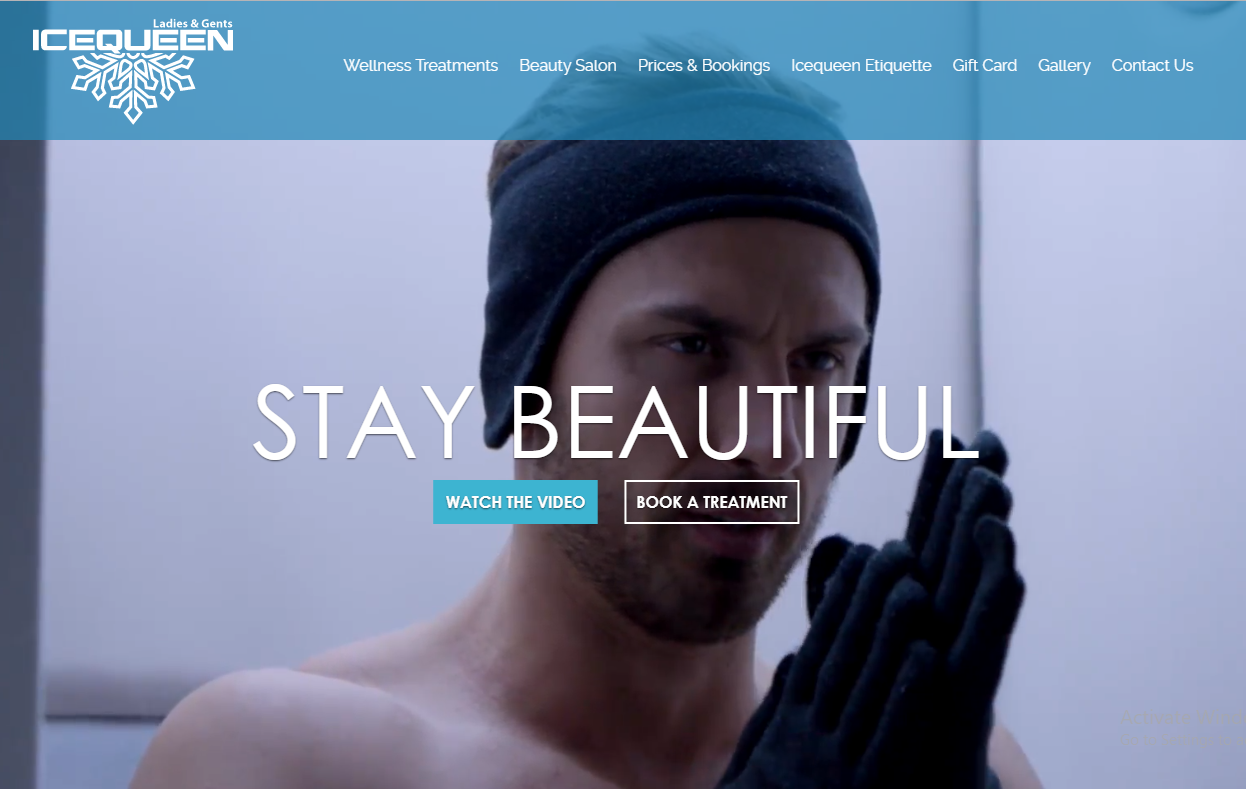 Ladies & Gents
ICEQUEEN
Wellness Treatments Beauty Salon Prices & Bookings Icequeen Etiquette Gift Card Gallery Contact Us
STAY BEAUTIFUL
WATCH THE VIDEO BOOK A TREATMENT